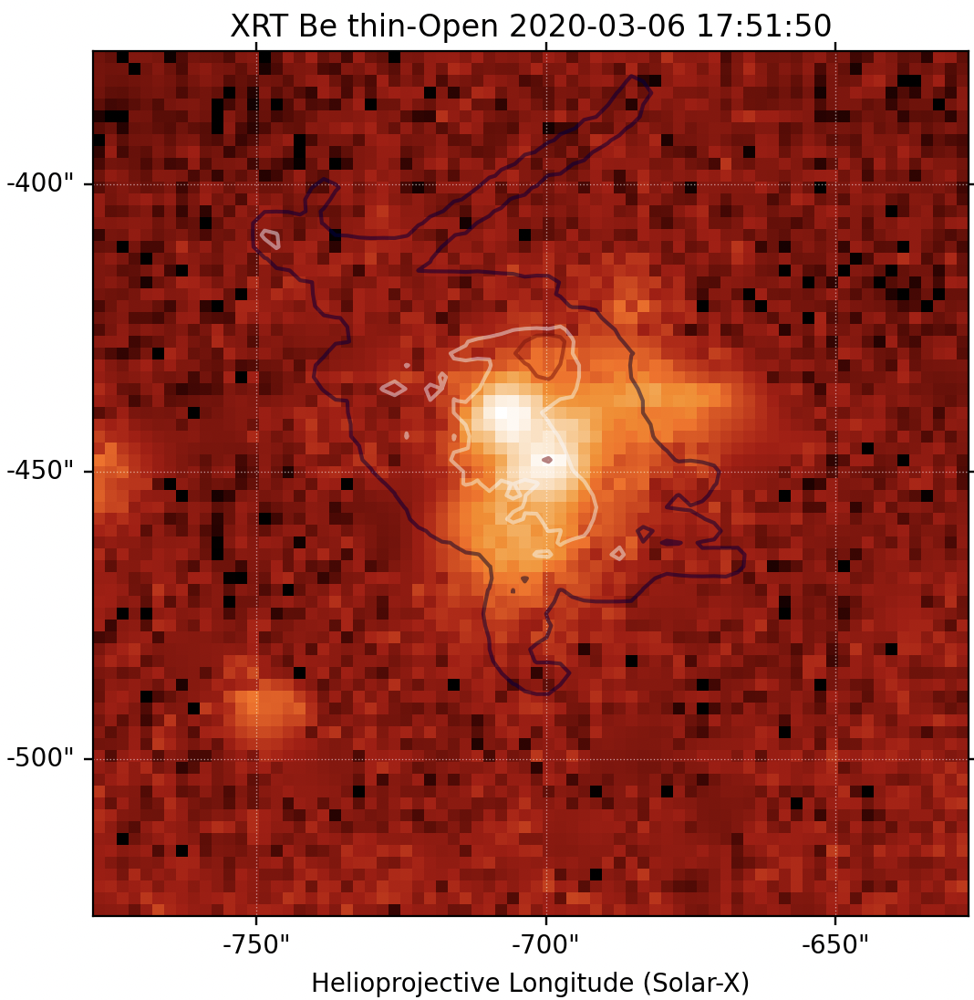 XRT Be thin-Open 2020-03-06 17:51:50
-400"
-450"
-500"
-750" -700" -650"
Helioprojective Longitude (Solar-X)